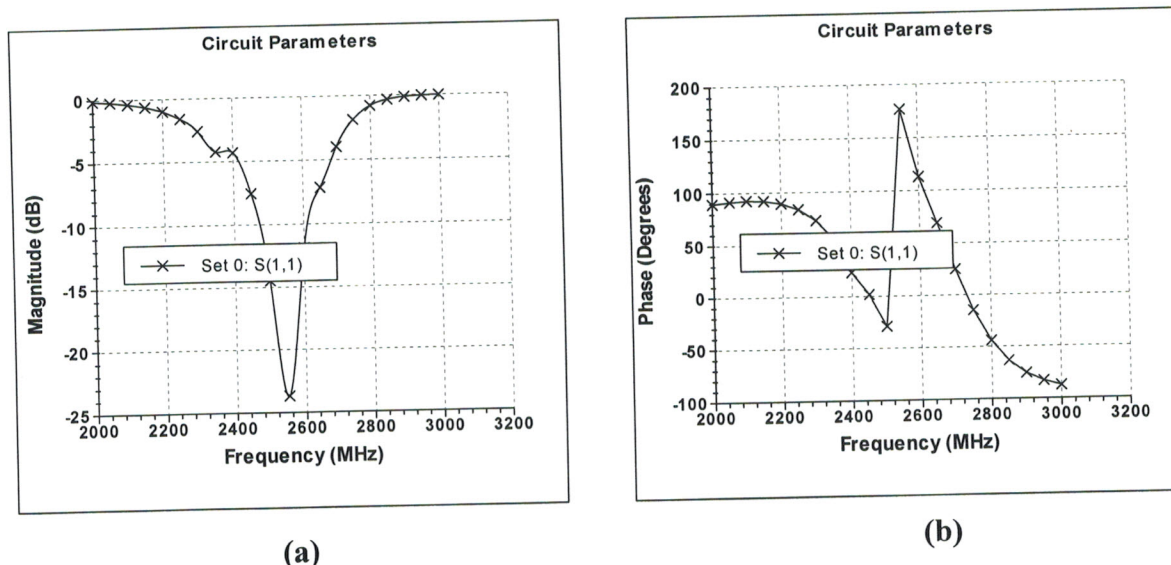 Circuit Parameters
0
-5
-10
-15
-20
-25
Magnitude (dB)
Set 0: S(1,1)
2000 2200 2400 2600 2800 3000 3200
Frequency (MHz)
(a)
Circuit Parameters
200
150
100
50
0
-50
-100
Phase (Degrees)
Set 0: S(1,1)
2000 2200 2400 2600 2800 3000 3200
Frequency (MHz)
(b)